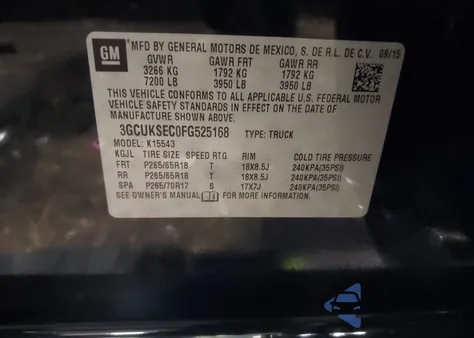 GM MFD BY GENERAL MOTORS DE MEXICO, S. DE R.L. DE C.V. 09/15
GVWR GAWR FRT GAWR RR
3266 KG 1792 KG 1792 KG
7200 LB 3950 LB 3950 LB
THIS VEHICLE CONFORMS TO ALL APPLICABLE U.S. FEDERAL MOTOR
VEHICLE SAFETY STANDARDS IN EFFECT ON THE DATE OF
MANUFACTURE SHOWN ABOVE.
3GCUKSEC0FG525168 TYPE: TRUCK
MODEL: K15543
KGJL TIRE SIZE SPEED RTG RIM COLD TIRE PRESSURE
FRT P265/65R18 T 18X8.5J 240KPA(35PSI)
RR P265/65R18 T 18X8.5J 240KPA(35PSI)
SPA P265/70R17 S 17X7J 240KPA(35PSI)
SEE OWNER'S MANUAL FOR MORE INFORMATION